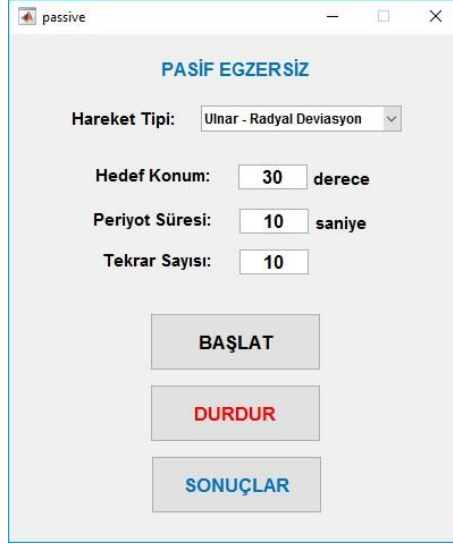 passive
PASİF EGZERSİZ
Hareket Tipi: Ulnar - Radyal Deviasyon
Hedef Konum: 30 derece
Periyot Süresi: 10 saniye
Tekrar Sayısı: 10
BAŞLAT
DURDUR
SONUÇLAR